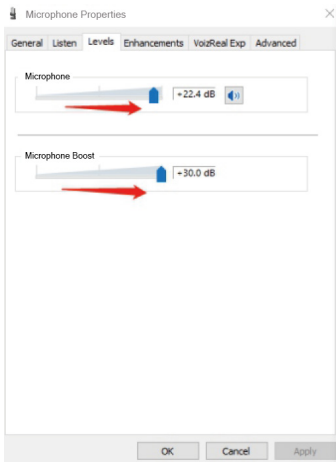 Microphone Properties
General Listen Levels Enhancements VoizReal Exp Advanced
Microphone
+22.4 dB
Microphone Boost
+30.0 dB
OK Cancel Apply